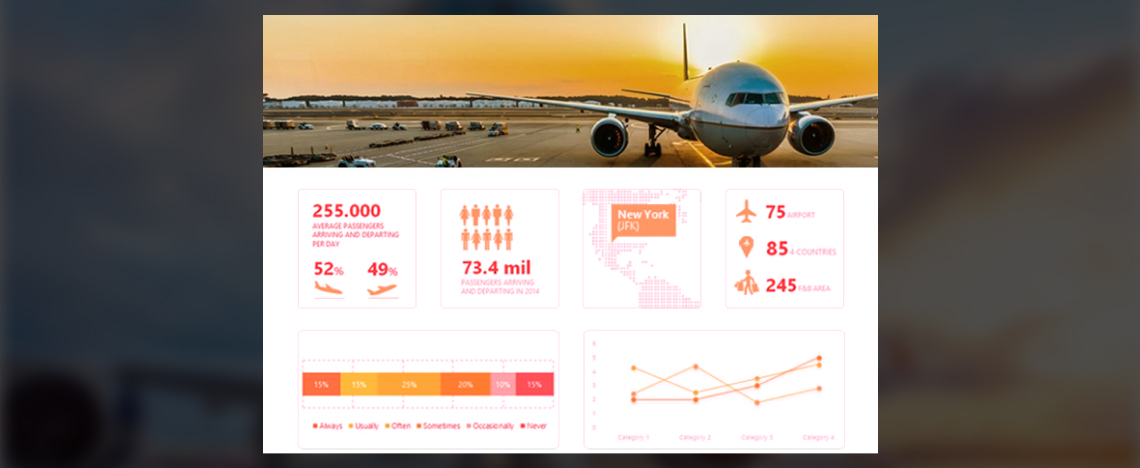 255.000
AVERAGE PASSENGERS
ARRIVING AND DEPARTING
PER DAY
52%
49%
73.4 mil
PASSENGERS ARRIVING
AND DEPARTING IN 2014
New York
(JFK)
75 AIRPORT
85 4 COUNTRIES
245 F&B AREA
15%
15%
25%
20%
10%
15%
Always
Usually
Often
Sometimes
Occasionally
Never
6
5
4
3
2
1
0
Category 1
Category 2
Category 3
Category 4